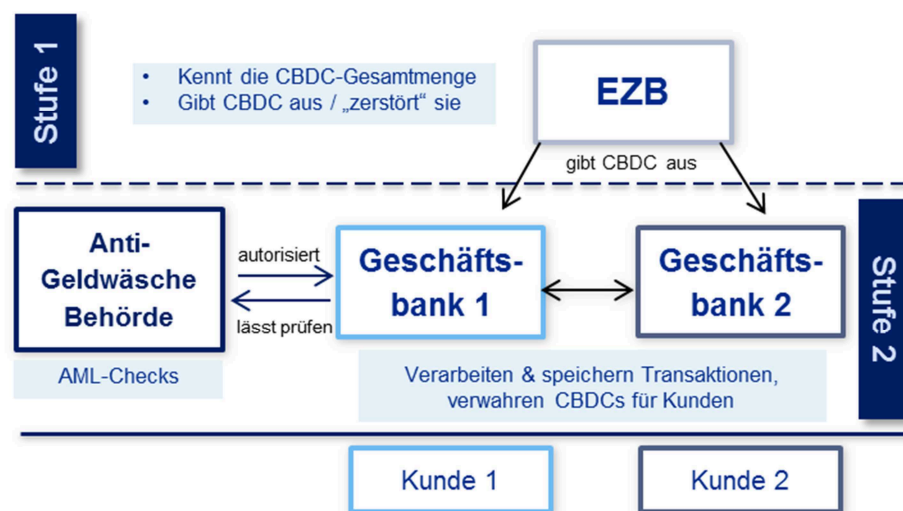 Stufe 1
• Kennt die CBDC-Gesamtmenge
• Gibt CBDC aus / „zerstört“ sie
EZB
gibt CBDC aus
Anti-
Geldwäsche
Behörde
autorisiert
lässt prüfen
Geschäfts-
bank 1
Geschäfts-
bank 2
Stufe 2
AML-Checks
Verarbeiten & speichern Transaktionen,
verwahren CBDCs für Kunden
Kunde 1
Kunde 2